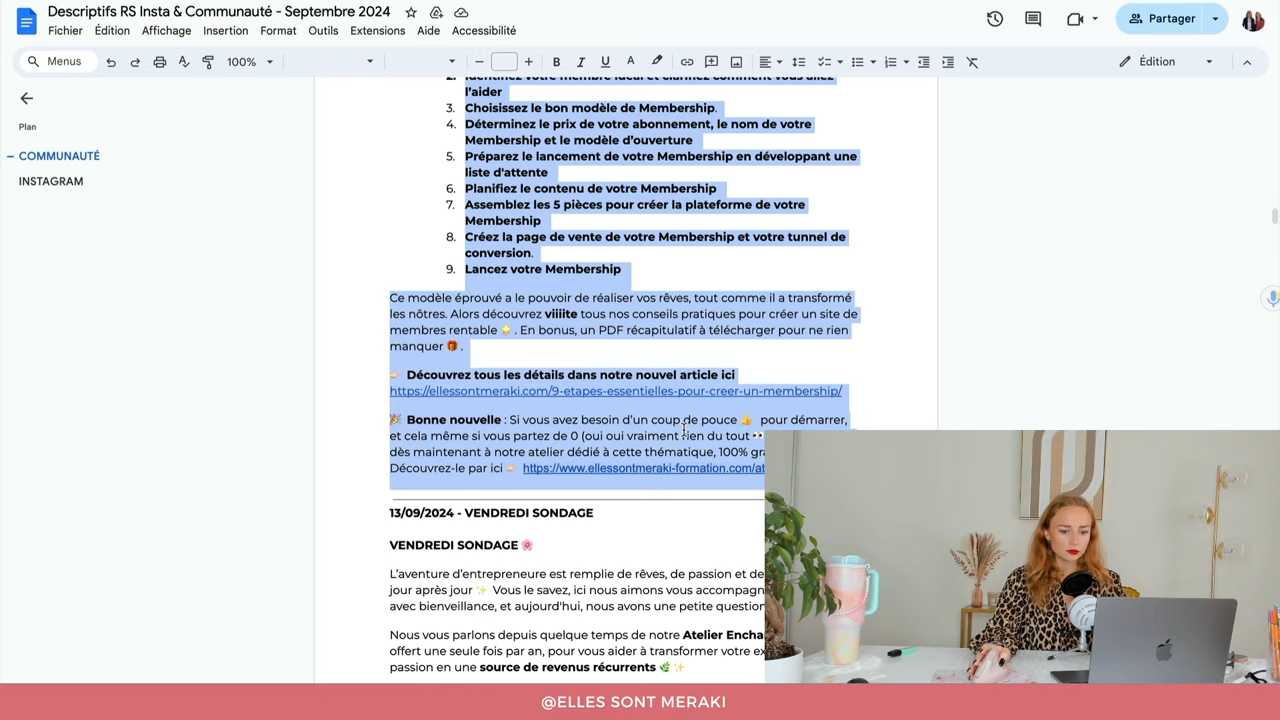 Descriptifs RS Insta & Communauté - Septembre 2024
Partager
Fichier Édition Affichage Insertion Format Outils Extensions Aide Accessibilité
Menus 100% Édition
Plan
COMMUNAUTÉ
INSTAGRAM
2. Identifiez votre membre idéal et clarifiez comment vous allez
l'aider
3. Choisissez le bon modèle de Membership.
4. Déterminez le prix de votre abonnement, le nom de votre
Membership et le modèle d'ouverture
5. Préparez le lancement de votre Membership en développant une
liste d'attente
6. Planifiez le contenu de votre Membership
7. Assemblez les 5 pièces pour créer la plateforme de votre
Membership
8. Créez la page de vente de votre Membership et votre tunnel de
conversion.
9. Lancez votre Membership
Ce modèle éprouvé a le pouvoir de réaliser vos rêves, tout comme il a transformé
les nôtres. Alors découvrez viiiite tous nos conseils pratiques pour créer un site de
membres rentable 🌟 . En bonus, un PDF récapitulatif à télécharger pour ne rien
manquer 🎁 .
👉🏻 Découvrez tous les détails dans notre nouvel article ici
https://ellessontmeraki.com/9-etapes-essentielles-pour-creer-un-membership/
🎉 Bonne nouvelle : Si vous avez besoin d'un coup de pouce 👍 pour démarrer,
et cela même si vous partez de 0 (oui oui vraiment rien du tout 👀
dès maintenant à notre atelier dédié à cette thématique, 100% gra
Découvrez-le par ici 👉🏻 https://www.ellessontmeraki-formation.com/at
13/09/2024 - VENDREDI SONDAGE
VENDREDI SONDAGE 🌸
L'aventure d'entrepreneure est remplie de rêves, de passion et de
jour après jour ✨ Vous le savez, ici nous aimons vous accompagn
avec bienveillance, et aujourd'hui, nous avons une petite question
Nous vous parlons depuis quelque temps de notre Atelier Encha
offert une seule fois par an, pour vous aider à transformer votre ex
passion en une source de revenus récurrents 🌿 ✨
@ELLES SONT MERAKI